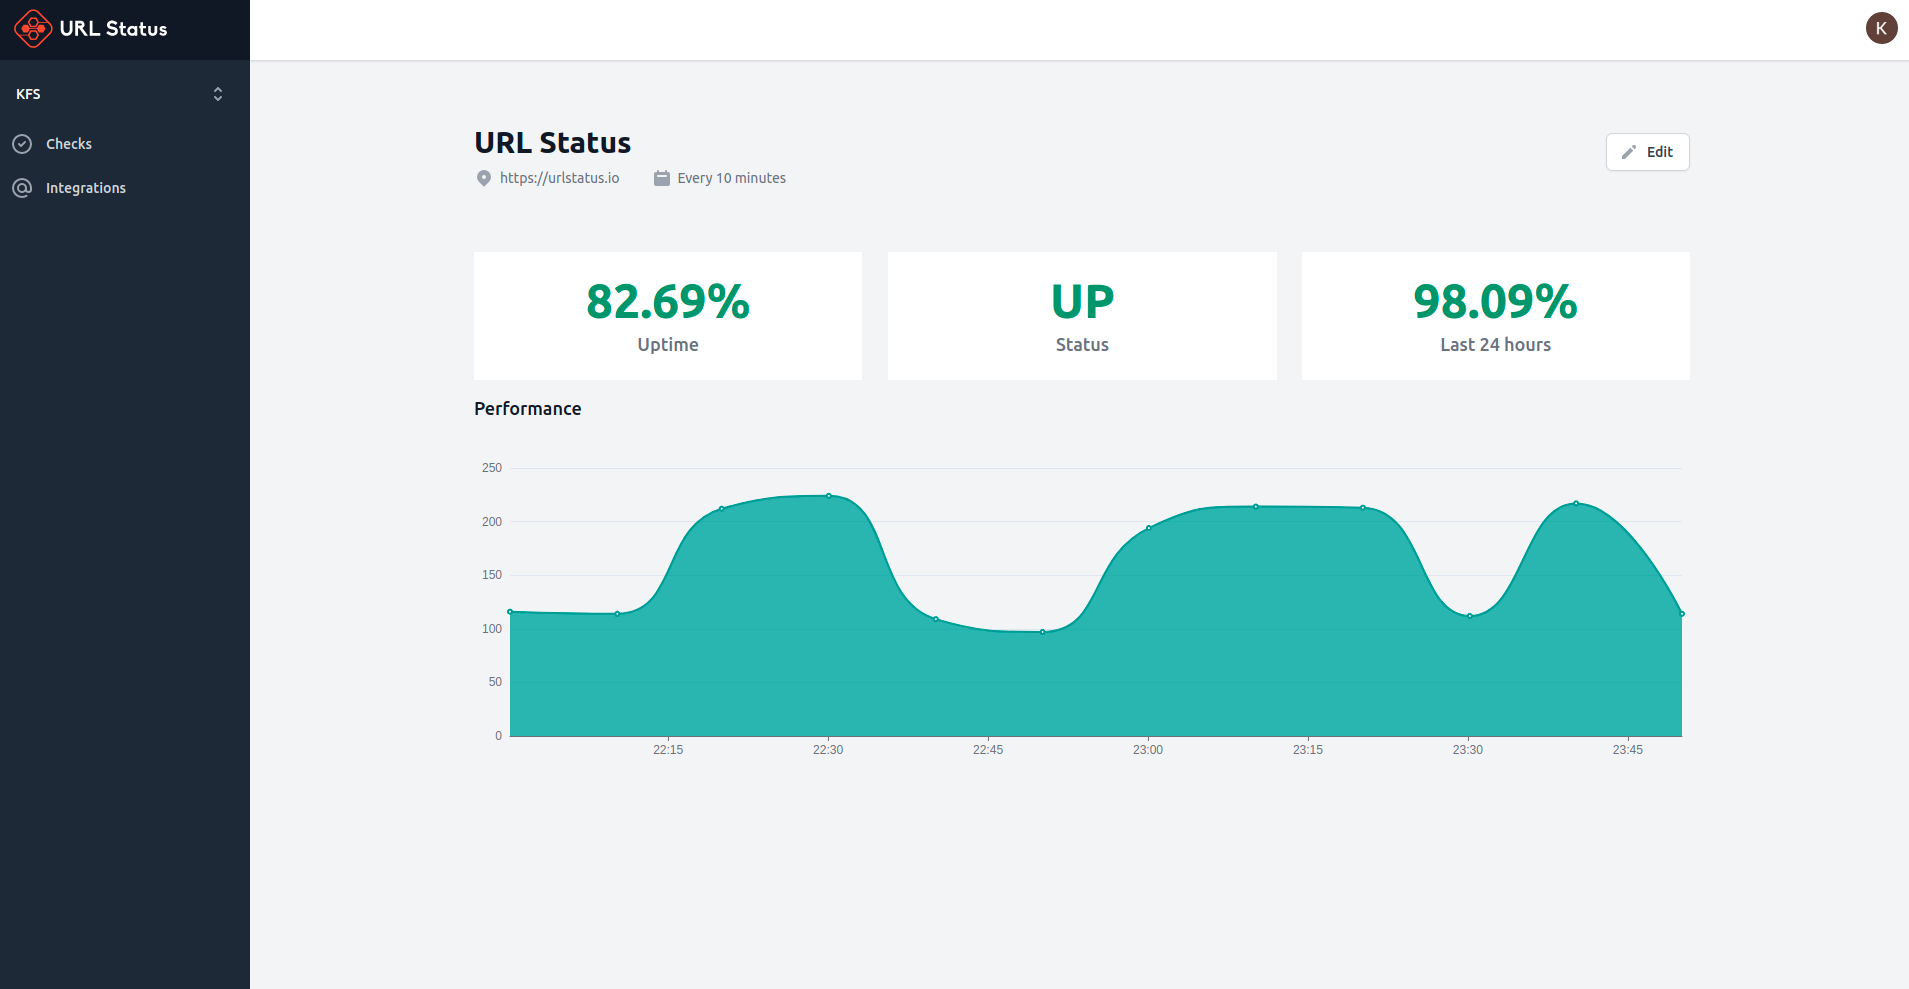 URL Status
K
KFS
Checks
Integrations
URL Status
https://urlstatus.io Every 10 minutes
Edit
82.69%
Uptime
UP
Status
98.09%
Last 24 hours
Performance
250
200
150
100
50
0
22:15 22:30 22:45 23:00 23:15 23:30 23:45